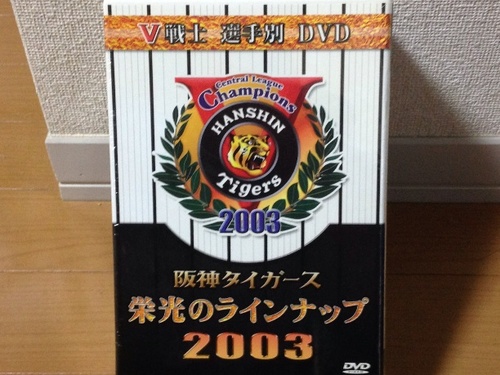 V戦士 選手別 DVD
Central League
Champions
HANSHIN
Tigers
2003
阪神タイガース
栄光のラインナップ
2003
DVD